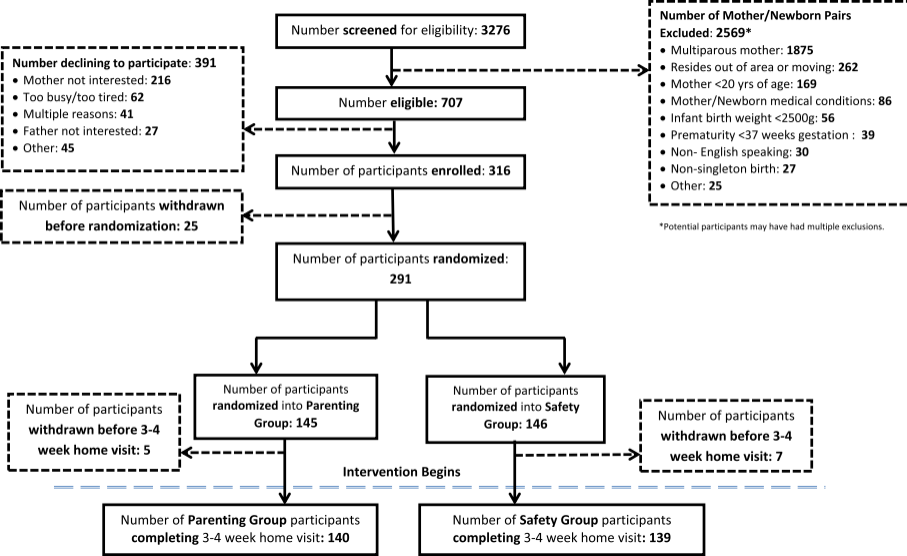 Number screened for eligibility: 3276
Number of Mother/Newborn Pairs
Excluded: 2569*
• Multiparous mother: 1875
• Resides out of area or moving: 262
• Mother <20 yrs of age: 169
• Mother/Newborn medical conditions: 86
• Infant birth weight <2500g: 56
• Prematurity <37 weeks gestation : 39
• Non- English speaking: 30
• Non-singleton birth: 27
• Other: 25
*Potential participants may have had multiple exclusions.
Number eligible: 707
Number declining to participate: 391
• Mother not interested: 216
• Too busy/too tired: 62
• Multiple reasons: 41
• Father not interested: 27
• Other: 45
Number of participants enrolled: 316
Number of participants withdrawn
before randomization: 25
Number of participants randomized:
291
Number of participants
randomized into Parenting
Group: 145
Number of participants
randomized into Safety
Group: 146
Number of participants
withdrawn before 3-4
week home visit: 5
Number of participants
withdrawn before 3-4
week home visit: 7
Intervention Begins
Number of Parenting Group participants
completing 3-4 week home visit: 140
Number of Safety Group participants
completing 3-4 week home visit: 139